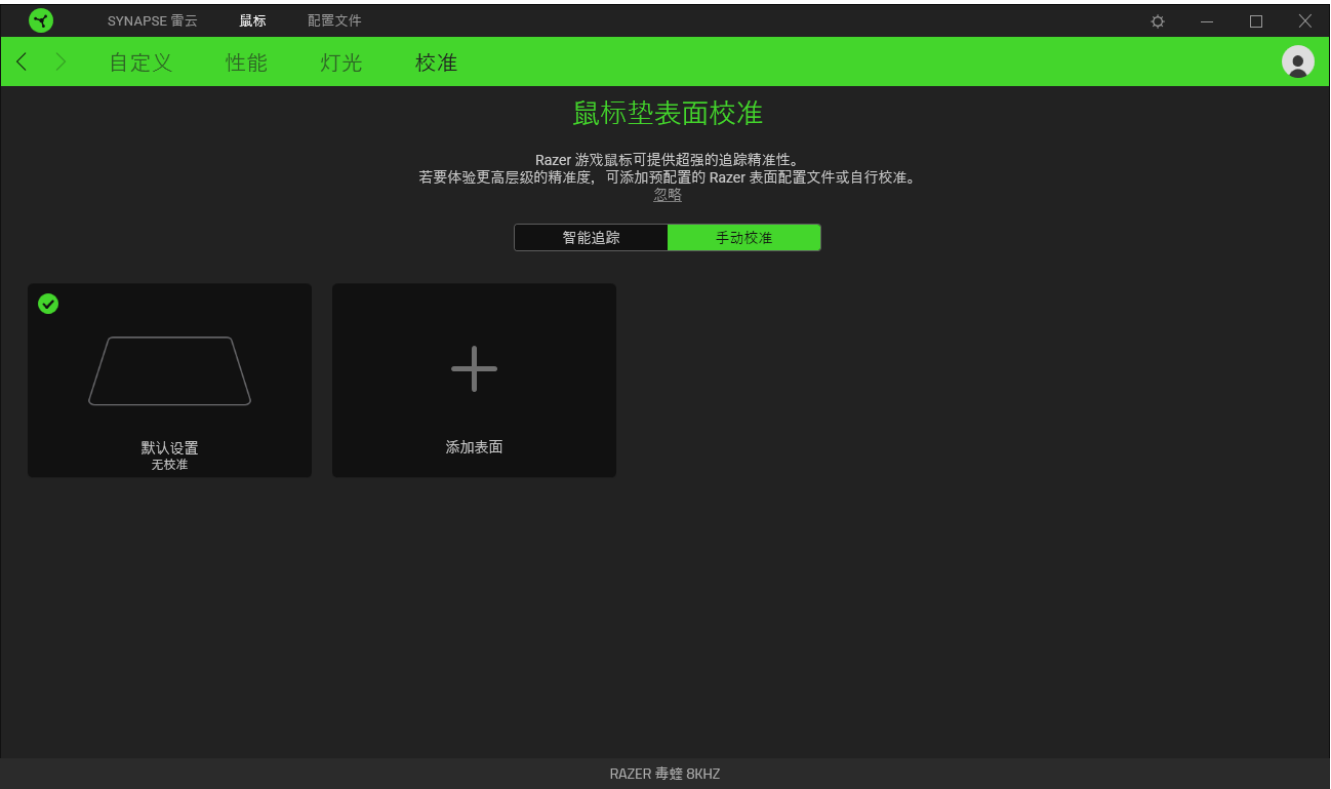 SYNAPSE 雷云 鼠标 配置文件
自定义 性能 灯光 校准
鼠标垫表面校准
Razer 游戏鼠标可提供超强的追踪精准性。
若要体验更高层级的精准度，可添加预配置的 Razer 表面配置文件或自行校准。
忽略
智能追踪 手动校准
默认设置
无校准
添加表面
RAZER 毒蝰 8KHZ